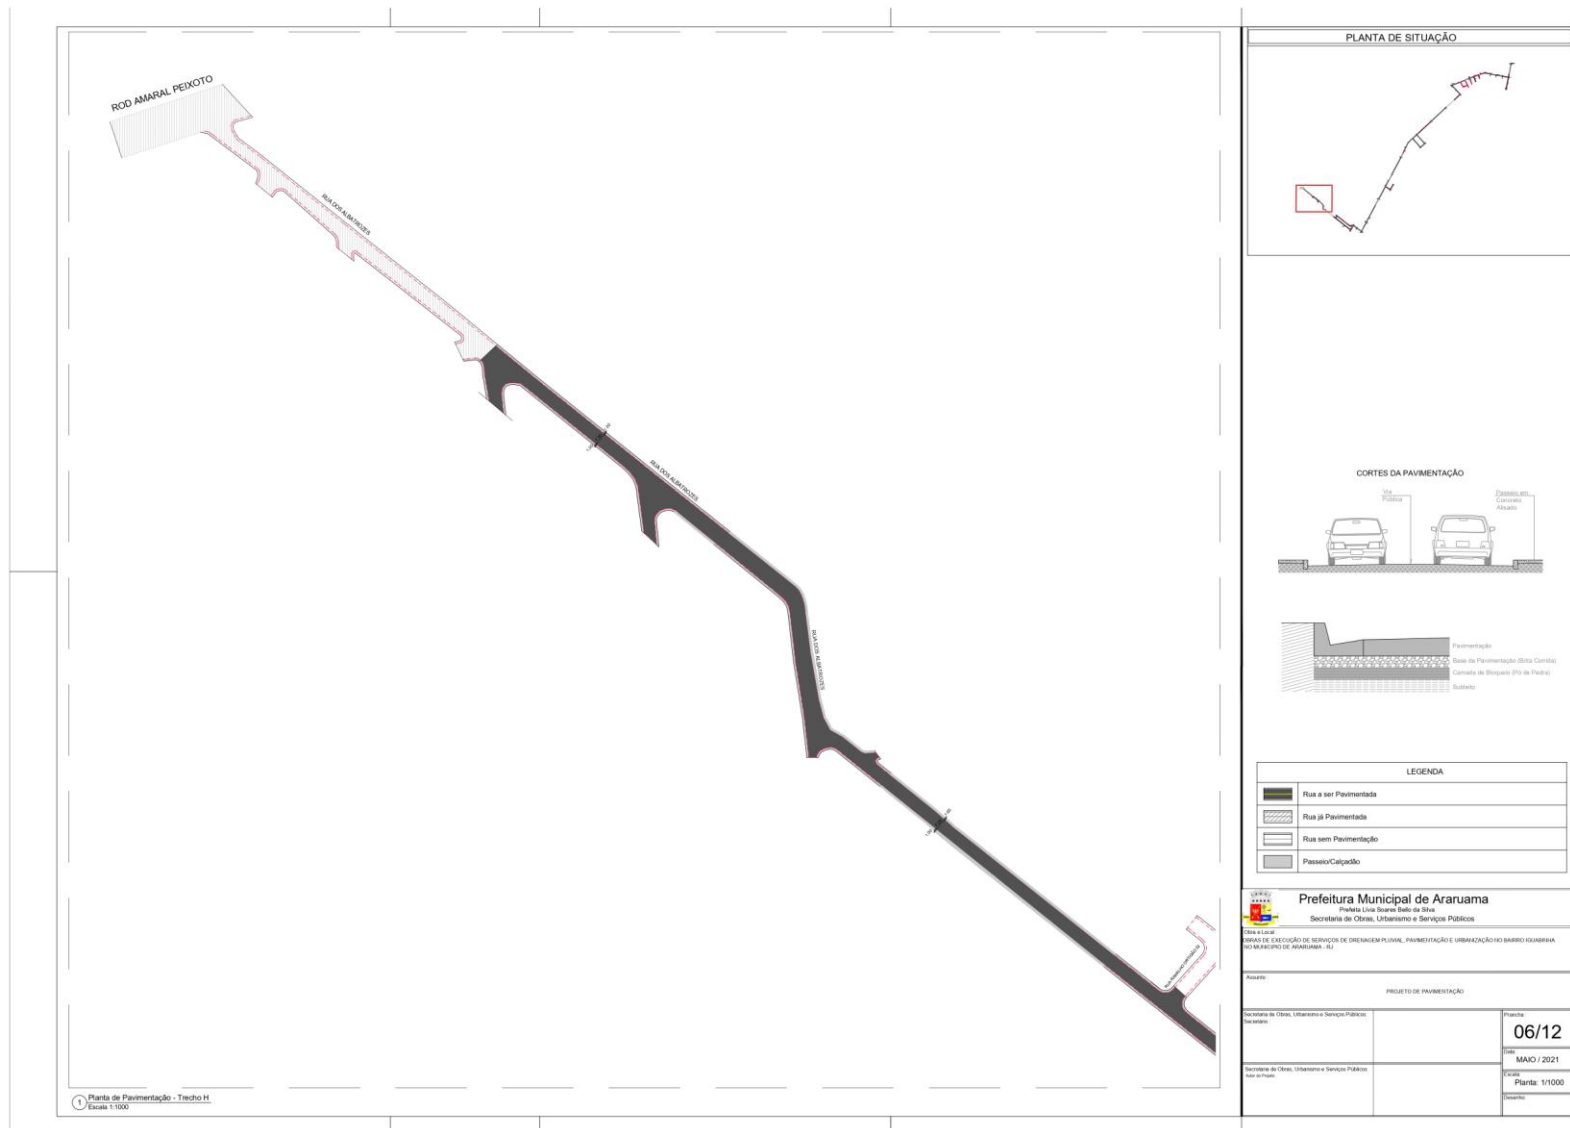 PLANTA DE SITUAÇÃO
ROD AMARAL PEIXOTO
RUA DOS ALBATROZES
RUA DOS ALBATROZES
RUA DOS ALBATROZES
CORTES DA PAVIMENTAÇÃO
Via
Pública
Passeio em
Concreto
Alisado
Pavimentação
Base da Pavimentação (Brita Corrida)
Camada de Bloqueio (Pó de Pedra)
Subleito
LEGENDA
Rua a ser Pavimentada
Rua já Pavimentada
Rua sem Pavimentação
Passeio/Calçadão
Prefeitura Municipal de Araruama
Prefeita Livia Soares Bello da Silva
Secretaria de Obras, Urbanismo e Serviços Públicos
Obra e Local:
OBRAS DE EXECUÇÃO DE SERVIÇOS DE DRENAGEM PLUVIAL, PAVIMENTAÇÃO E URBANIZAÇÃO NO BAIRRO IGUABINHA
NO MUNICÍPIO DE ARARUAMA - RJ
Assunto:
PROJETO DE PAVIMENTAÇÃO
Secretaria de Obras, Urbanismo e Serviços Públicos
Secretário:
Prancha
06/12
Data
MAIO / 2021
Secretaria de Obras, Urbanismo e Serviços Públicos
Escala
Planta: 1/1000
Desenho:
1
Planta de Pavimentação - Trecho H
Escala 1:1000